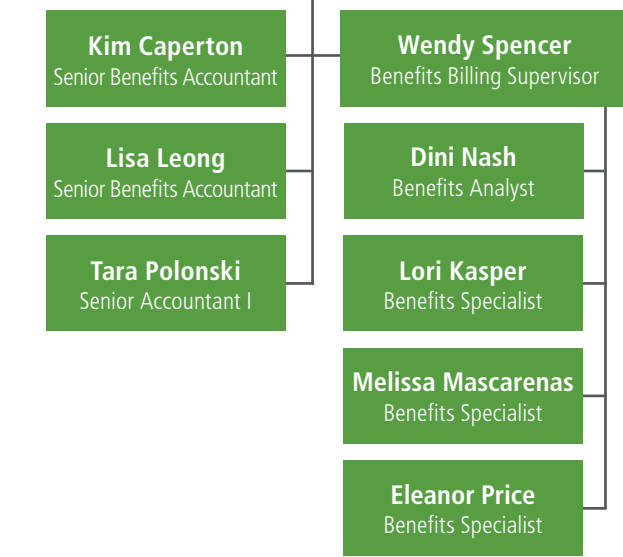 Kim Caperton
Senior Benefits Accountant
Wendy Spencer
Benefits Billing Supervisor
Lisa Leong
Senior Benefits Accountant
Dini Nash
Benefits Analyst
Tara Polonski
Senior Accountant I
Lori Kasper
Benefits Specialist
Melissa Mascarenas
Benefits Specialist
Eleanor Price
Benefits Specialist